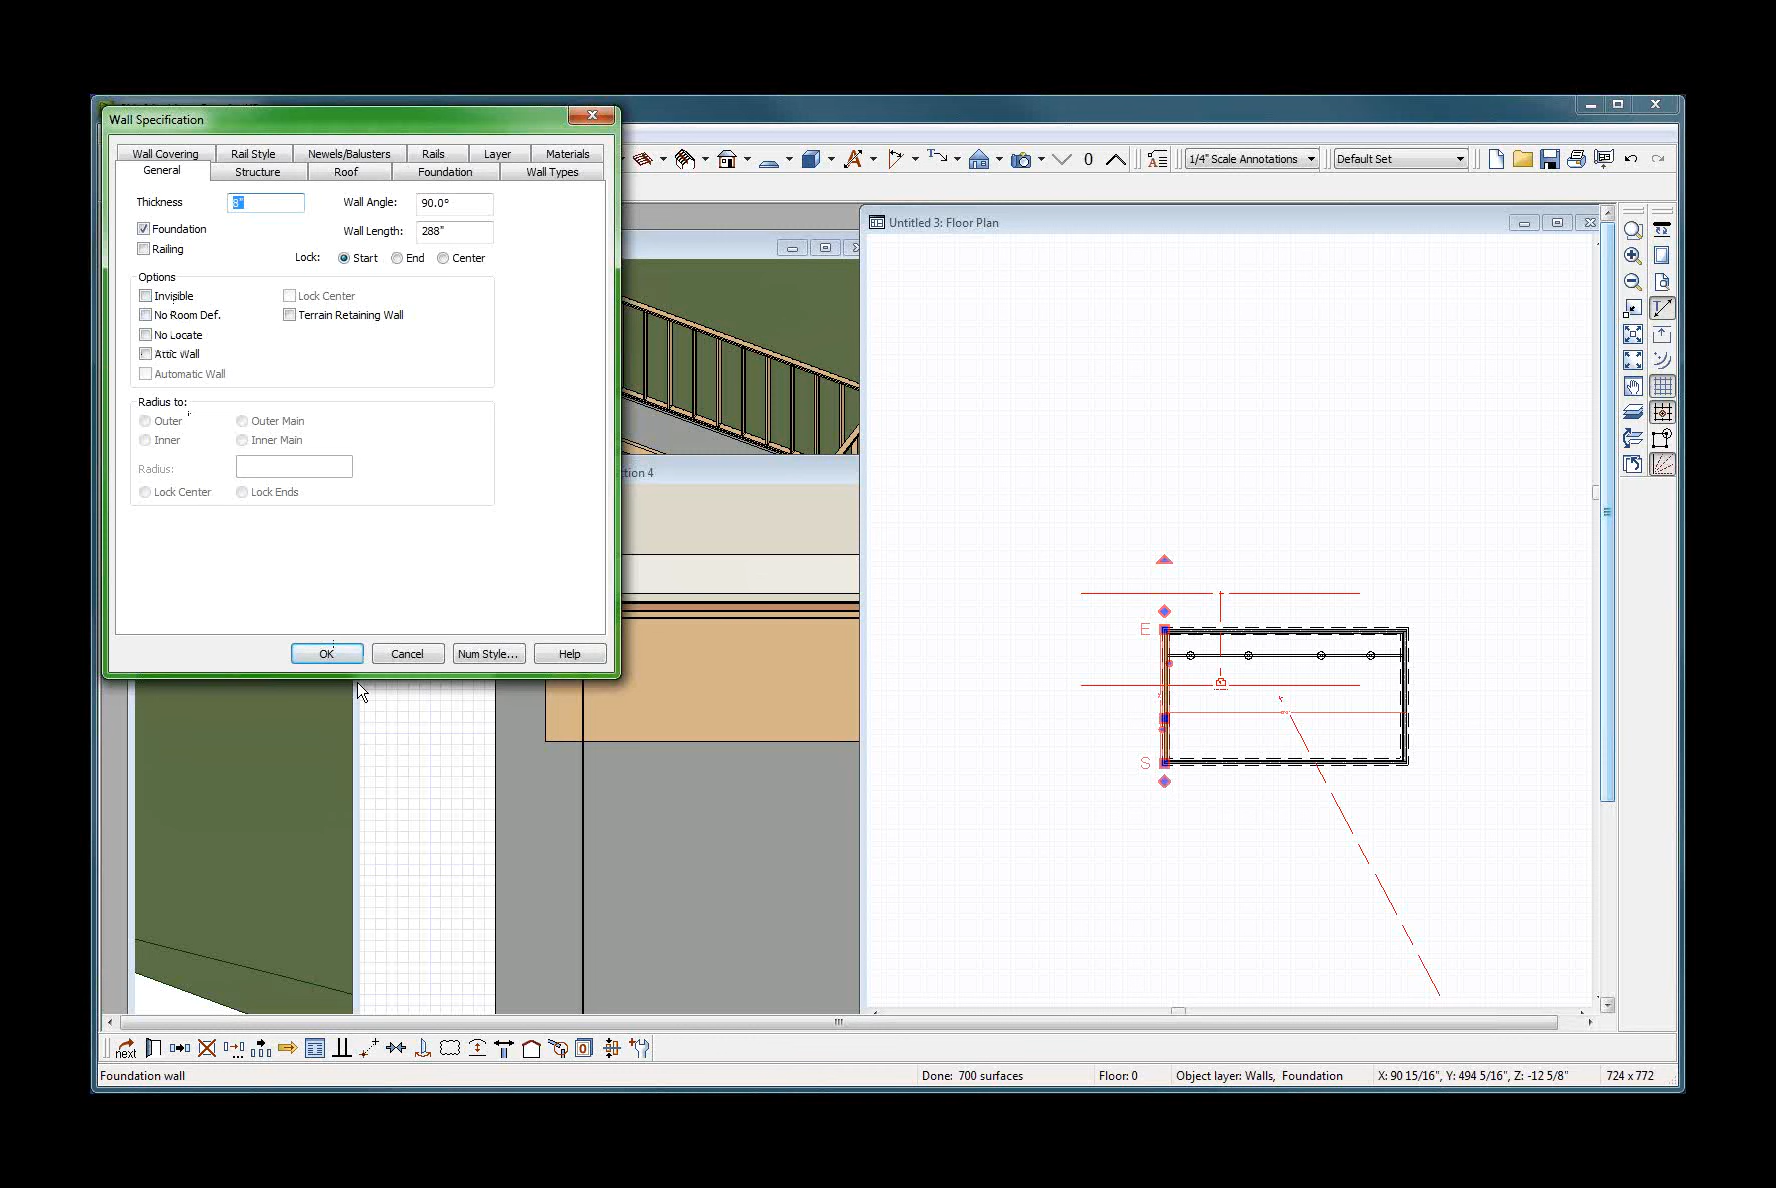 Wall Specification
Wall Covering Rail Style Newels/Balusters Rails Layer Materials
General Structure Roof Foundation Wall Types
Thickness 8" Wall Angle: 90.0°
Foundation Wall Length: 288"
Railing
Lock: Start End Center
Options
Invisible Lock Center
No Room Def. Terrain Retaining Wall
No Locate
Attic Wall
Automatic Wall
Radius to:
Outer Outer Main
Inner Inner Main
Radius:
Lock Center Lock Ends
OK Cancel Num Style... Help
0 1/4" Scale Annotations Default Set
Untitled 3: Floor Plan
ction 4
E
S
next
Foundation wall Done: 700 surfaces Floor: 0 Object layer: Walls, Foundation X: 90 15/16", Y: 494 5/16", Z: -12 5/8" 724 x 772